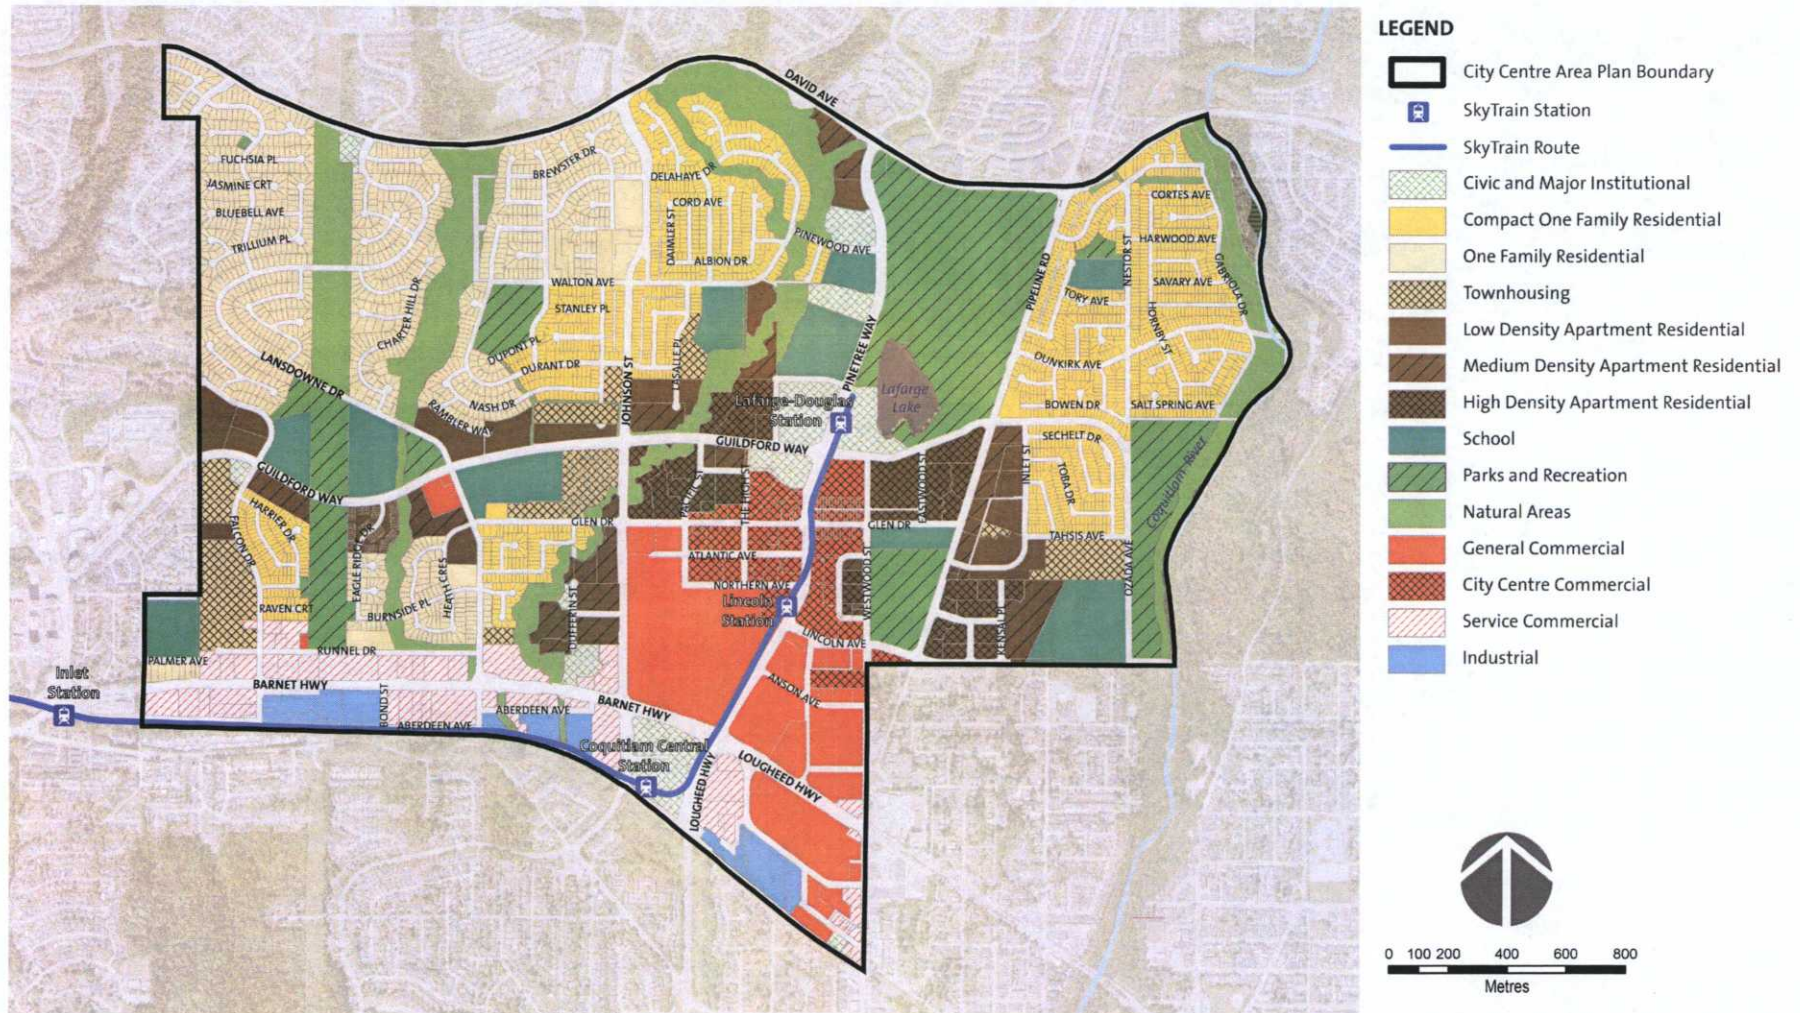 LEGEND
City Centre Area Plan Boundary
SkyTrain Station
SkyTrain Route
Civic and Major Institutional
Compact One Family Residential
One Family Residential
Townhousing
Low Density Apartment Residential
Medium Density Apartment Residential
High Density Apartment Residential
School
Parks and Recreation
Natural Areas
General Commercial
City Centre Commercial
Service Commercial
Industrial
0 100 200 400 600 800
Metres
DAVID AVE
FUCHSIA PL
JASMINE CRT
BLUEBELL AVE
TRILLIUM PL
BREWSTER DR
DELAHAYE DR
CORD AVE
DAIMLER ST
ALBION DR
PINEWOOD AVE
CORTES AVE
HARWOOD AVE
NESTOR ST
SAVARY AVE
GABRIOLA DR
PIPELINE RD
TORY AVE
HORNBY ST
WALTON AVE
STANLEY PL
CHARTER HILL DR
DUPONT PL
DURANT DR
LASALLE PL
PINETREE WAY
DUNKIRK AVE
LANSDOWNE DR
NASH DR
JOHNSON ST
RAMBLER WAY
Lafarge-Douglas
Station
Lafarge
Lake
BOWEN DR
SALT SPRING AVE
GUILDFORD WAY
SECHELT DR
GUILDFORD WAY
HARRIER DR
FALCON DR
PACIFIC ST
THE HIGH ST
EASTWOOD ST
INLET ST
TOBA DR
Coquitlam River
GLEN DR
GLEN DR
TAHSIS AVE
EAGLE RIDGE DR
HEATH CRES
ATLANTIC AVE
WESTWOOD ST
OZADA AVE
NORTHERN AVE
Lincoln
Station
RAVEN CRT
BURNSIDE PL
DUFFERIN ST
KENSAL PL
LINCOLN AVE
RUNNEL DR
PALMER AVE
Inlet
Station
BARNET HWY
BOND ST
ABERDEEN AVE
ABERDEEN AVE
BARNET HWY
ANSON AVE
Coquitlam Central
Station
LOUGHEED HWY
LOUGHEED HWY